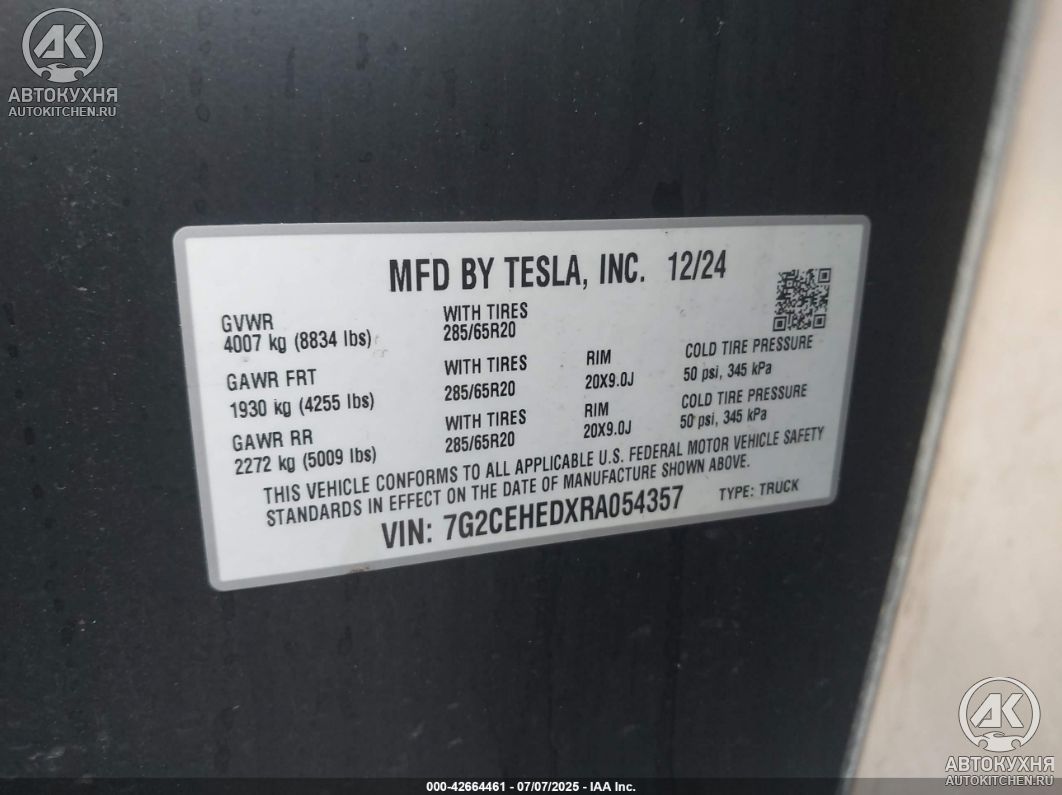 AK
АВТОКУХНЯ
AUTOKITCHEN.RU
MFD BY TESLA, INC. 12/24
GVWR
4007 kg (8834 lbs)
WITH TIRES
285/65R20
GAWR FRT
1930 kg (4255 lbs)
WITH TIRES
285/65R20
RIM
20X9.0J
COLD TIRE PRESSURE
50 psi, 345 kPa
GAWR RR
2272 kg (5009 lbs)
WITH TIRES
285/65R20
RIM
20X9.0J
COLD TIRE PRESSURE
50 psi, 345 kPa
THIS VEHICLE CONFORMS TO ALL APPLICABLE U.S. FEDERAL MOTOR VEHICLE SAFETY
STANDARDS IN EFFECT ON THE DATE OF MANUFACTURE SHOWN ABOVE.
VIN: 7G2CEHEDXRA054357
TYPE: TRUCK
AK
АВТОКУХНЯ
AUTOKITCHEN.RU
000-42664461 - 07/07/2025 - IAA Inc.